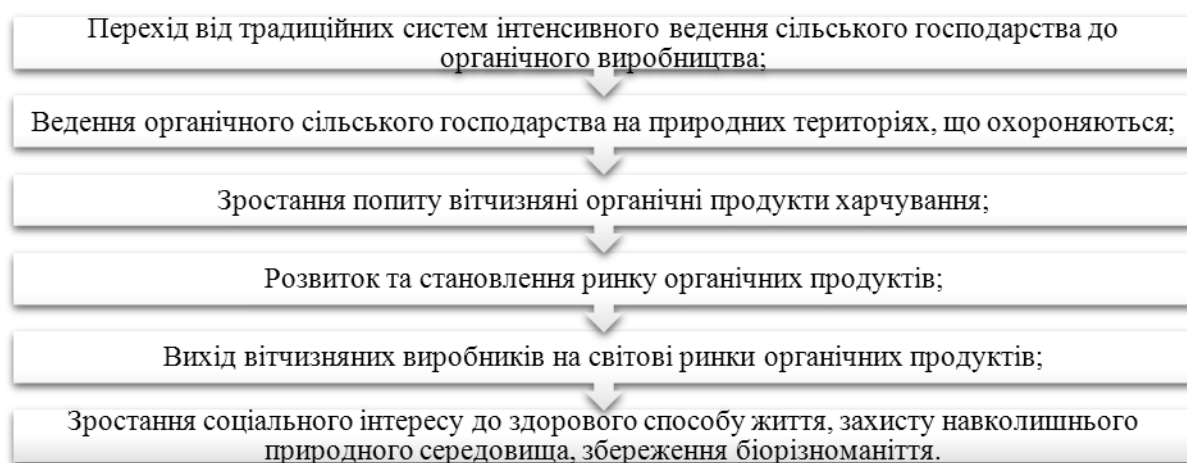 Перехід від традиційних систем інтенсивного ведення сільського господарства до
органічного виробництва;
Ведення органічного сільського господарства на природних територіях, що охороняються;
Зростання попиту вітчизняні органічні продукти харчування;
Розвиток та становлення ринку органічних продуктів;
Вихід вітчизняних виробників на світові ринки органічних продуктів;
Зростання соціального інтересу до здорового способу життя, захисту навколишнього
природного середовища, збереження біорізноманіття.